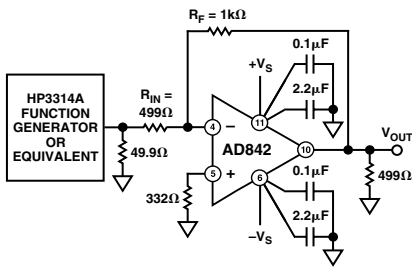 R_F = 1kΩ
0.1µF
+V_S
2.2µF
HP3314A
FUNCTION
GENERATOR
OR
EQUIVALENT
R_IN =
499Ω
49.9Ω
4
–
11
AD842
10
V_OUT
5
+
6
332Ω
0.1µF
499Ω
2.2µF
–V_S